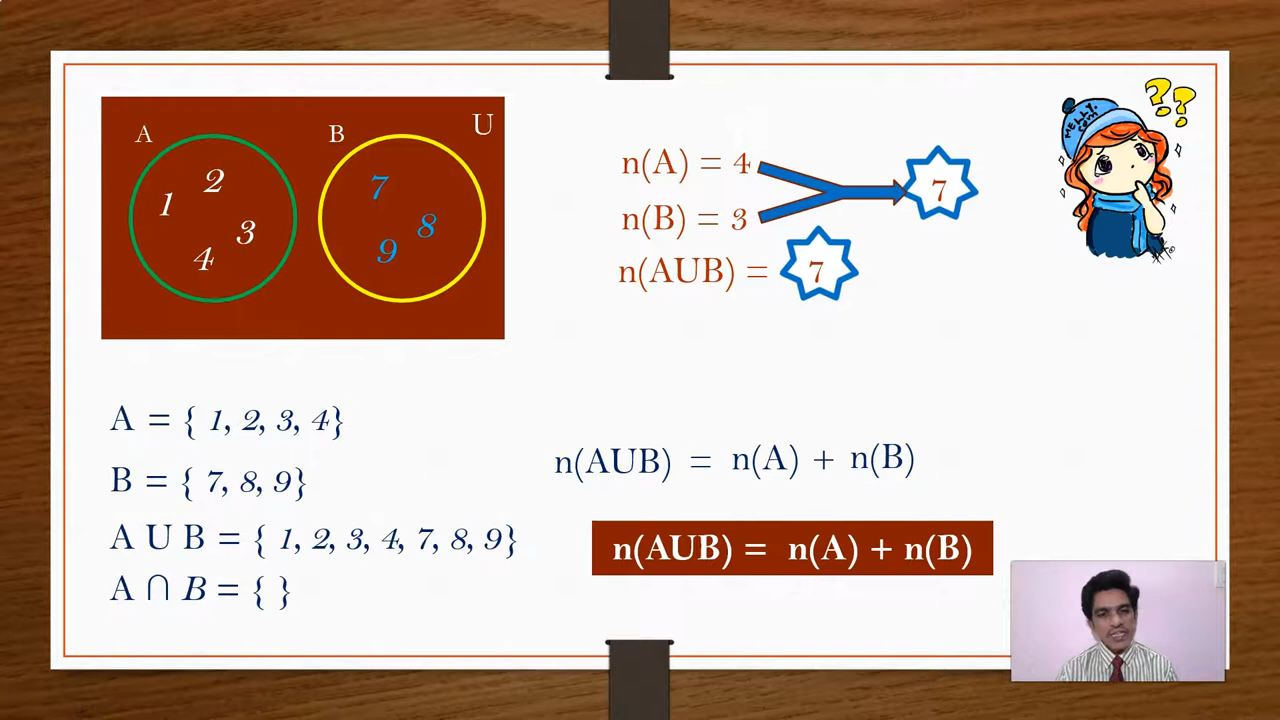 A
B
U
1
2
3
4
7
8
9
n(A) = 4
n(B) = 3
7
n(AUB) =
7
??
MELLY.
COM
A = { 1, 2, 3, 4}
B = { 7, 8, 9}
A U B = { 1, 2, 3, 4, 7, 8, 9}
A ∩ B = { }
n(AUB) = n(A) + n(B)
n(AUB) = n(A) + n(B)